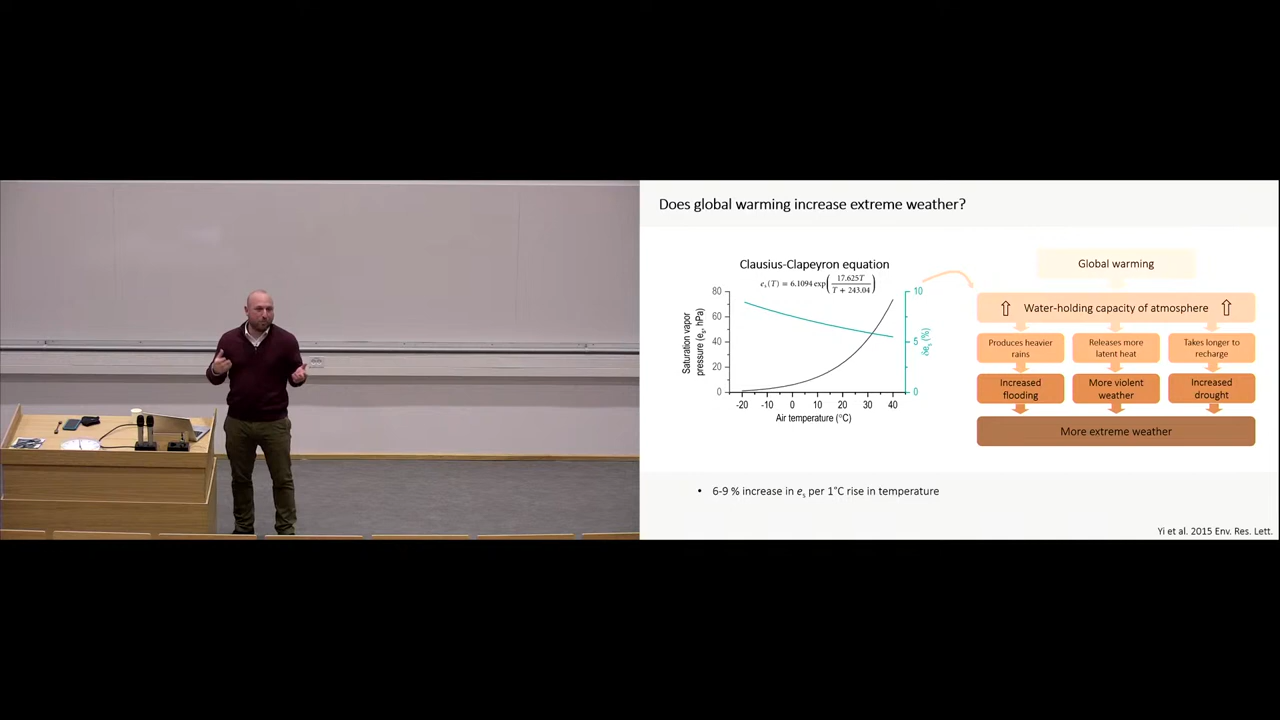 Does global warming increase extreme weather?
Clausius-Clapeyron equation
eₛ(T) = 6.1094 exp(17.625T / T + 243.04)
Saturation vapor
pressure (eₛ, hPa)
80
60
40
20
0
-20 -10 0 10 20 30 40
Air temperature (°C)
10
5
0
δeₛ (%)
Global warming
⇧ Water-holding capacity of atmosphere ⇧
Produces heavier
rains
Releases more
latent heat
Takes longer to
recharge
Increased
flooding
More violent
weather
Increased
drought
More extreme weather
• 6-9 % increase in eₛ per 1°C rise in temperature
Yi et al. 2015 Env. Res. Lett.